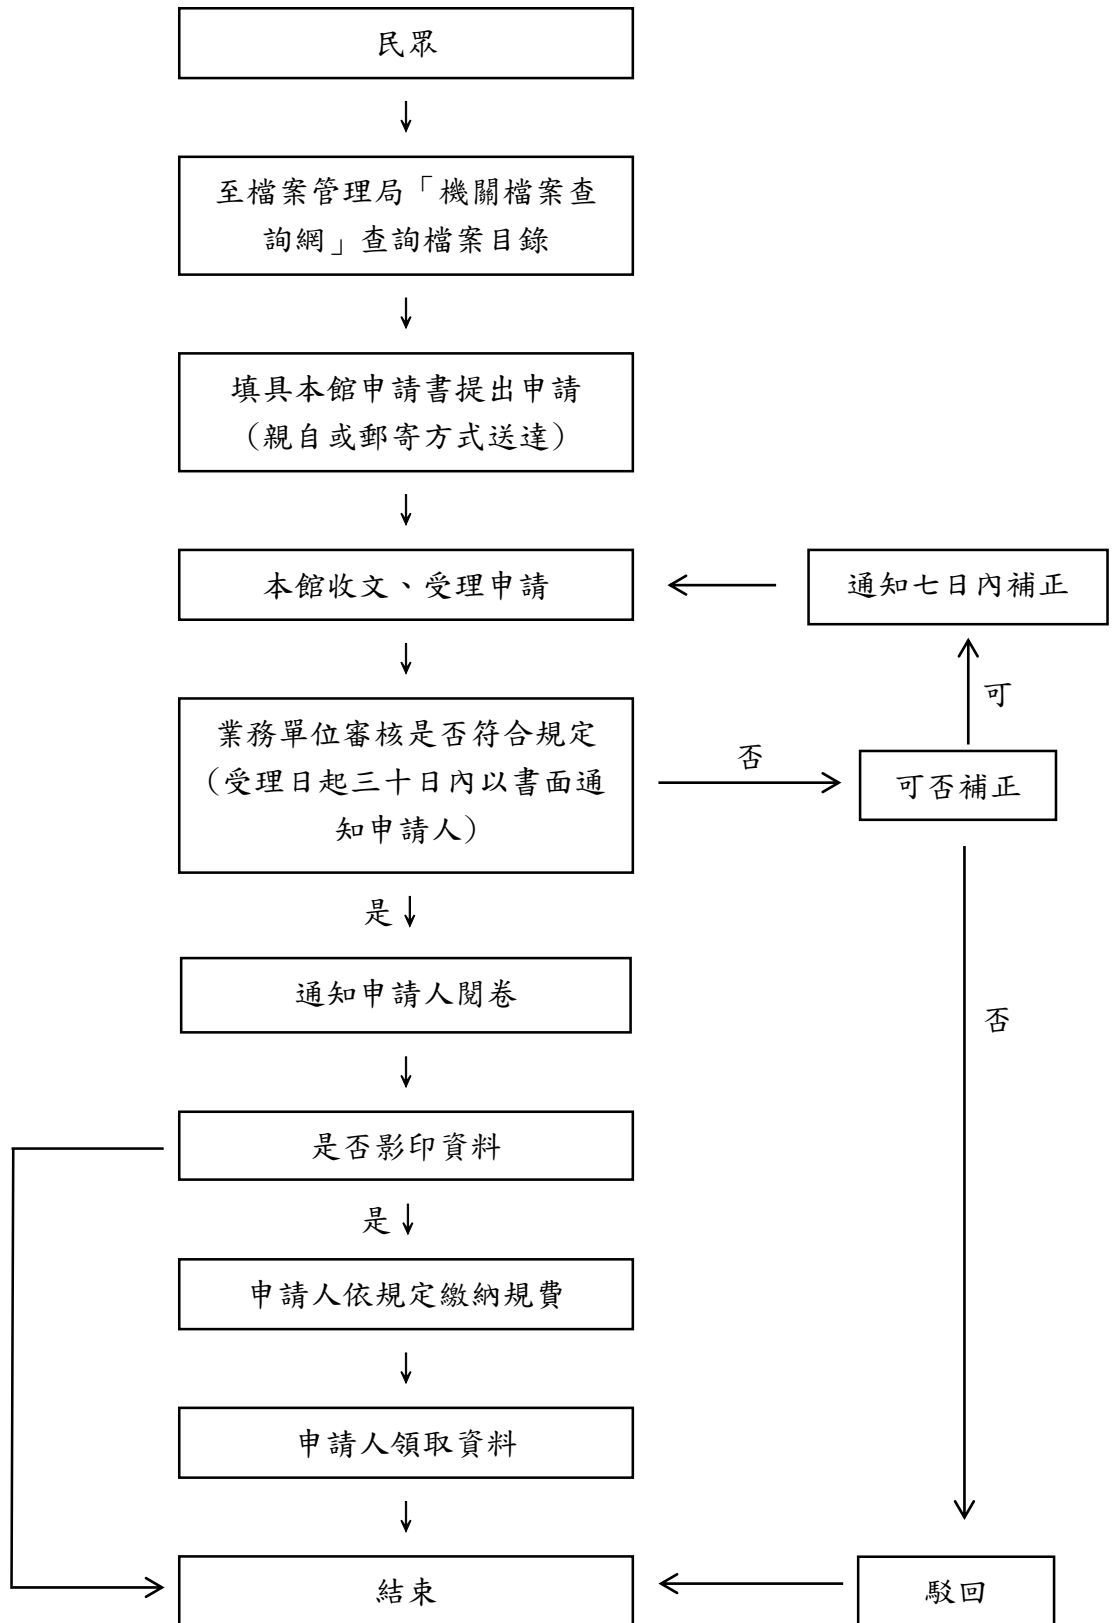 民眾
至檔案管理局「機關檔案查
詢網」查詢檔案目錄
填具本館申請書提出申請
（親自或郵寄方式送達）
本館收文、受理申請
通知七日內補正
可
業務單位審核是否符合規定
（受理日起三十日內以書面通
知申請人）
否
可否補正
是
通知申請人閱卷
否
是否影印資料
是
申請人依規定繳納規費
申請人領取資料
結束
駁回